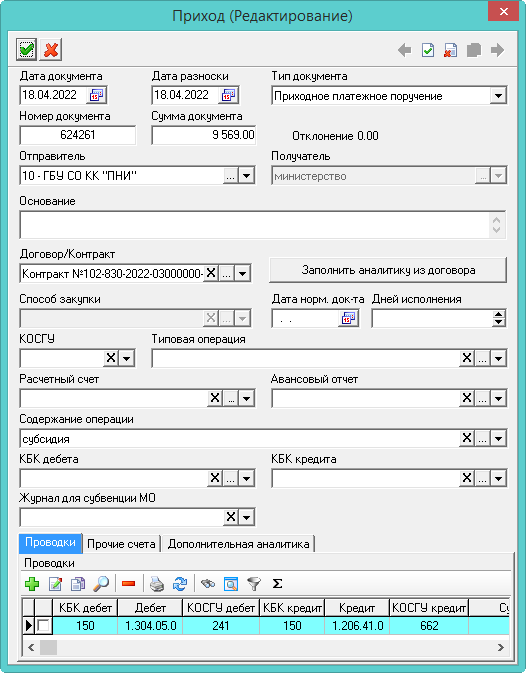 Приход (Редактирование)
Дата документа Дата разноски Тип документа
18.04.2022 18.04.2022 Приходное платежное поручение
Номер документа Сумма документа
624261 9 569.00 Отклонение 0.00
Отправитель Получатель
10 - ГБУ СО КК "ПНИ" министерство
Основание
Договор/Контракт
Контракт №102-830-2022-03000000- Заполнить аналитику из договора
Способ закупки Дата норм. док-та Дней исполнения
КОСГУ Типовая операция
Расчетный счет Авансовый отчет
Содержание операции
субсидия
КБК дебета КБК кредита
Журнал для субвенции МО
Проводки Прочие счета Дополнительная аналитика
Проводки
КБК дебет Дебет КОСГУ дебет КБК кредит Кредит КОСГУ кредит Су
150 1.304.05.0 241 150 1.206.41.0 662